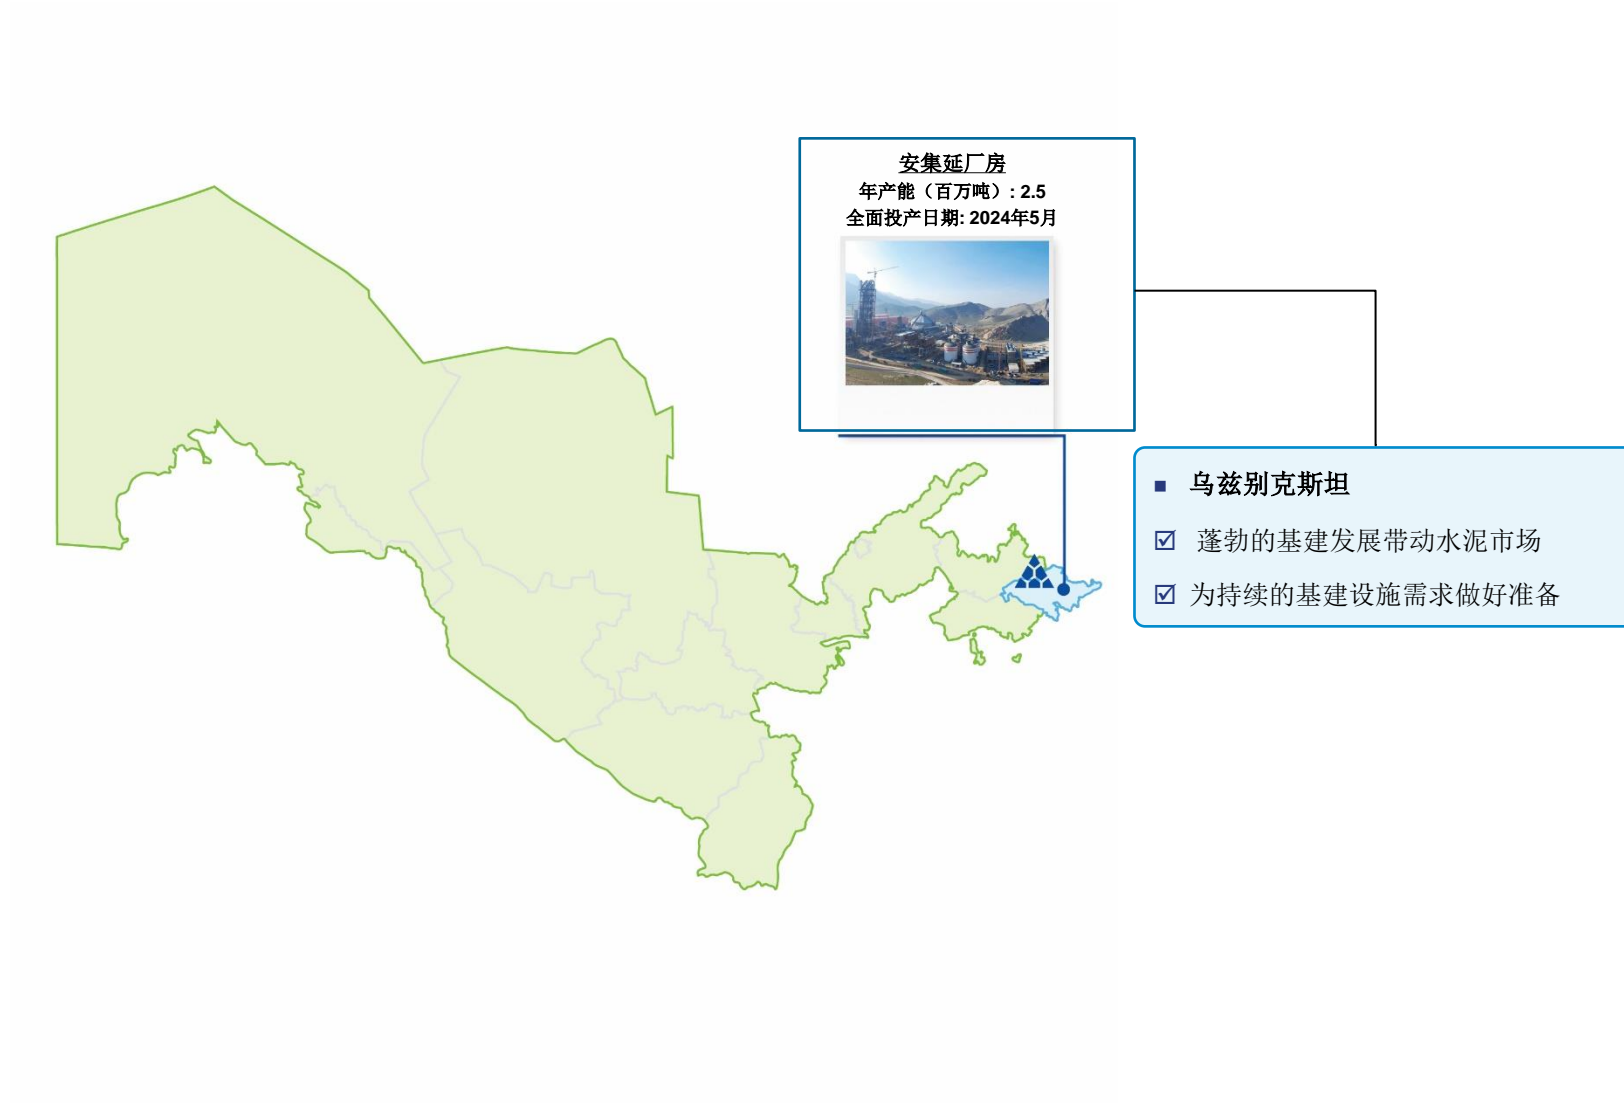 安集延厂房
年产能（百万吨）: 2.5
全面投产日期: 2024年5月
乌兹别克斯坦
蓬勃的基建发展带动水泥市场
为持续的基建设施需求做好准备